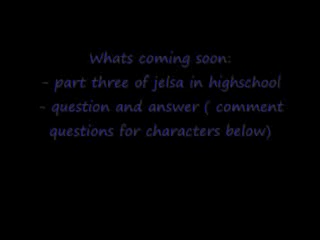 Whats coming soon:
- part three of jelsa in highschool
- question and answer ( comment
questions for characters below)